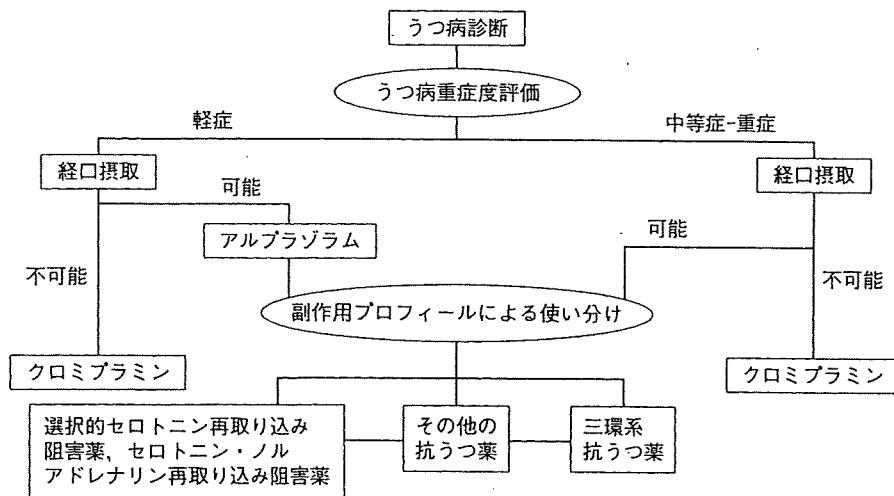 うつ病診断
うつ病重症度評価
軽症
中等症-重症
経口摂取
経口摂取
可能
可能
アルプラゾラム
不可能
不可能
副作用プロフィールによる使い分け
クロミプラミン
クロミプラミン
選択的セロトニン再取り込み
阻害薬,セロトニン・ノル
アドレナリン再取り込み阻害薬
その他の
抗うつ薬
三環系
抗うつ薬